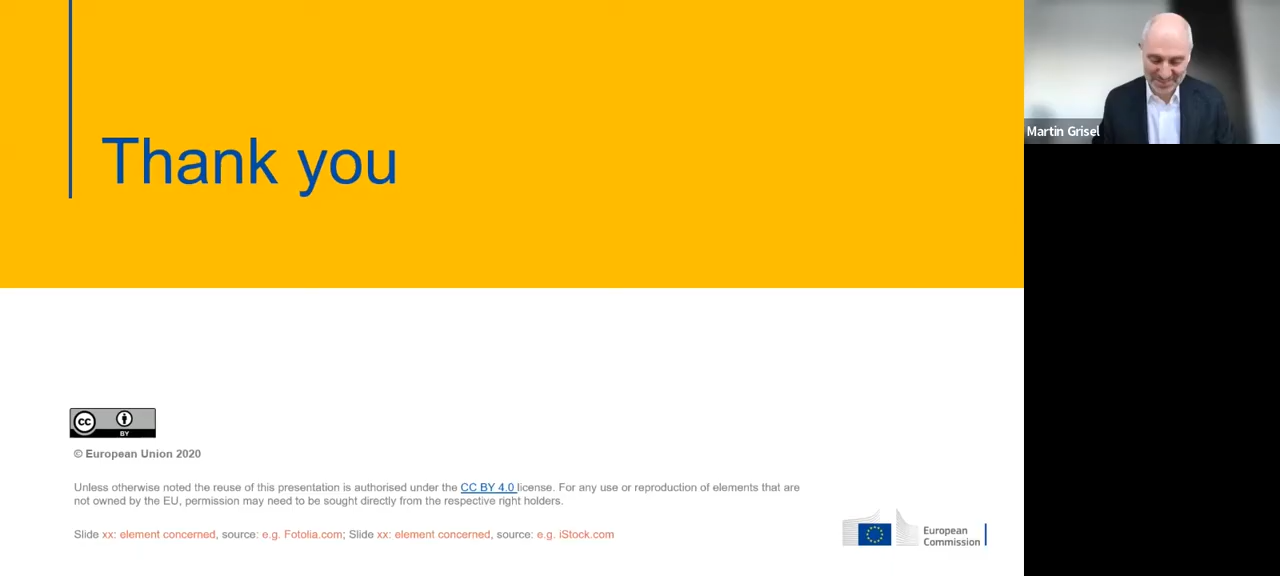 Thank you
Martin Grisel
cc
BY
© European Union 2020
Unless otherwise noted the reuse of this presentation is authorised under the CC BY 4.0 license. For any use or reproduction of elements that are
not owned by the EU, permission may need to be sought directly from the respective right holders.
Slide xx: element concerned, source: e.g. Fotolia.com; Slide xx: element concerned, source: e.g. iStock.com
European
Commission